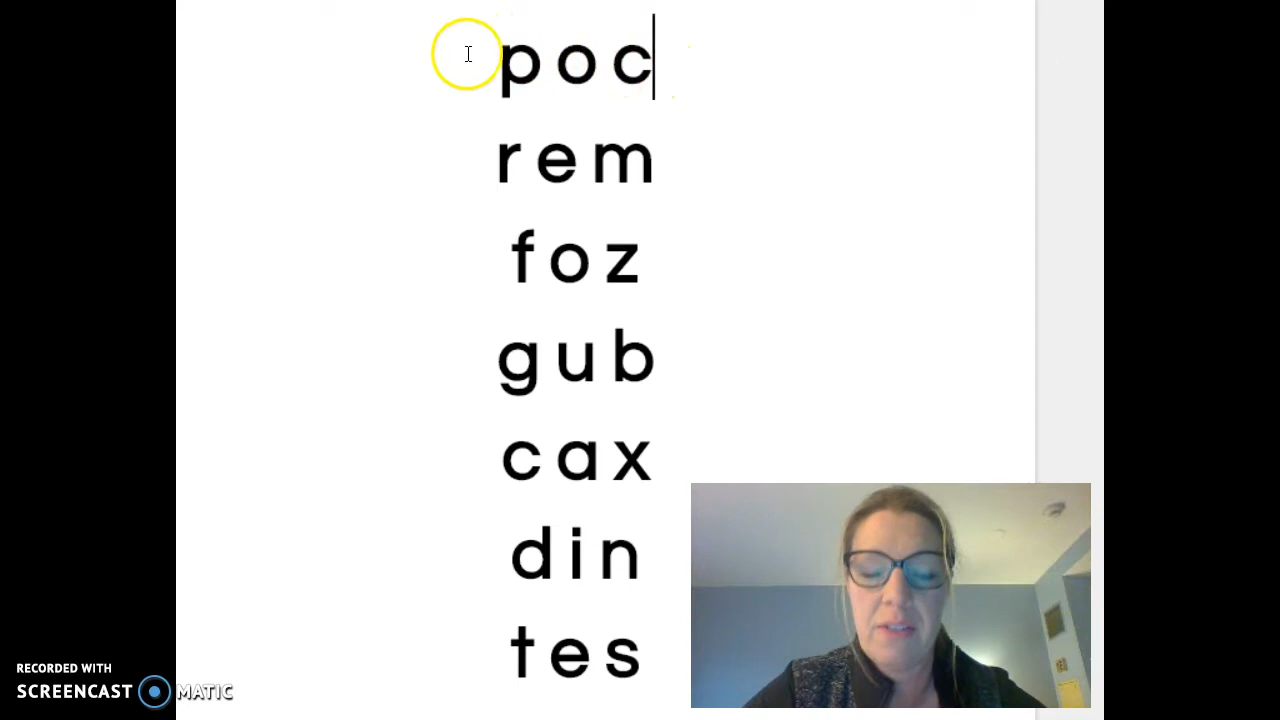 poc
rem
foz
gub
cax
din
tes
RECORDED WITH
SCREENCAST MATIC